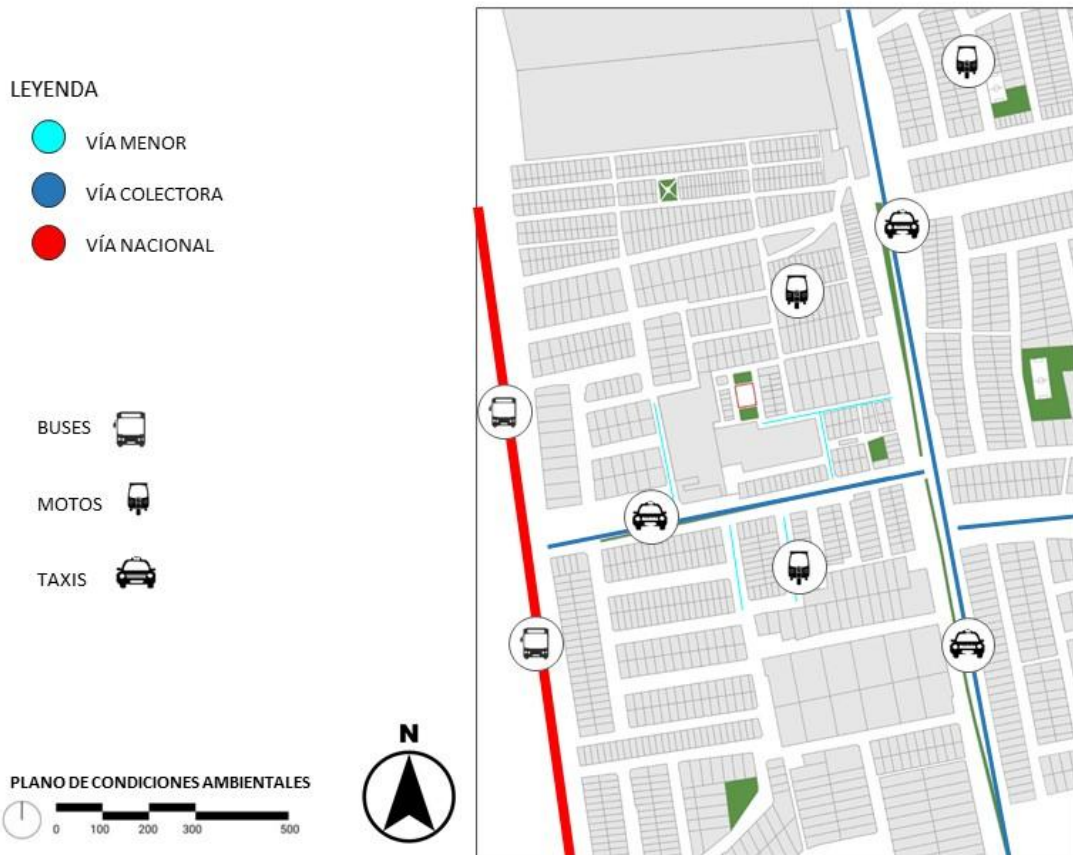 LEYENDA
VÍA MENOR
VÍA COLECTORA
VÍA NACIONAL
BUSES
MOTOS
TAXIS
N
PLANO DE CONDICIONES AMBIENTALES
0 100 200 300 500